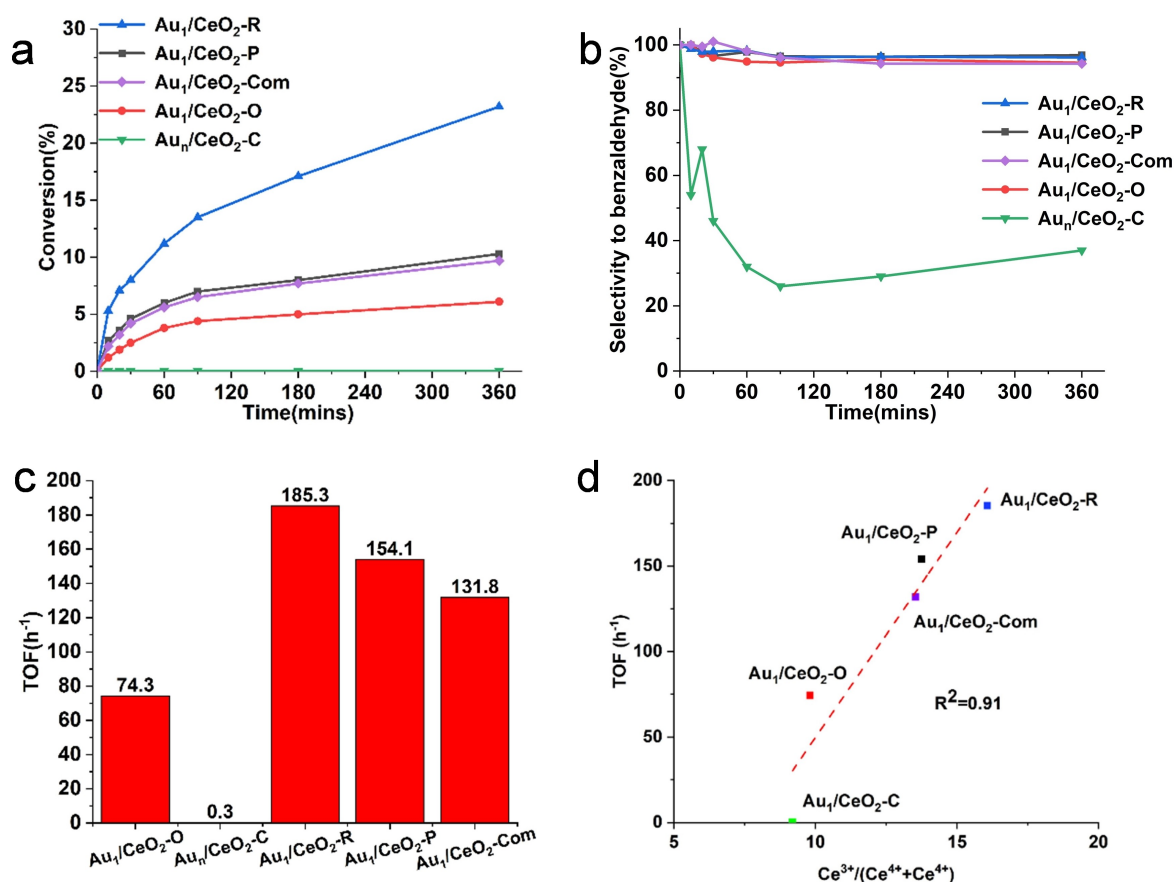 a
30
25
20
15
10
5
0
Conversion(%)
Au₁/CeO₂-R
Au₁/CeO₂-P
Au₁/CeO₂-Com
Au₁/CeO₂-O
Auₙ/CeO₂-C
0 60 120 180 240 300 360
Time(mins)
b
100
80
60
40
20
0
Selectivity to benzaldehyde(%)
Au₁/CeO₂-R
Au₁/CeO₂-P
Au₁/CeO₂-Com
Au₁/CeO₂-O
Auₙ/CeO₂-C
0 60 120 180 240 300 360
Time(mins)
c
200
180
160
140
120
100
80
60
40
20
0
TOF(h⁻¹)
74.3
0.3
185.3
154.1
131.8
Au₁/CeO₂-O
Auₙ/CeO₂-C
Au₁/CeO₂-R
Au₁/CeO₂-P
Au₁/CeO₂-Com
d
200
150
100
50
0
TOF (h⁻¹)
Au₁/CeO₂-R
Au₁/CeO₂-P
Au₁/CeO₂-Com
Au₁/CeO₂-O
R²=0.91
Au₁/CeO₂-C
5 10 15 20
Ce³⁺/(Ce⁴⁺+Ce⁴⁺)